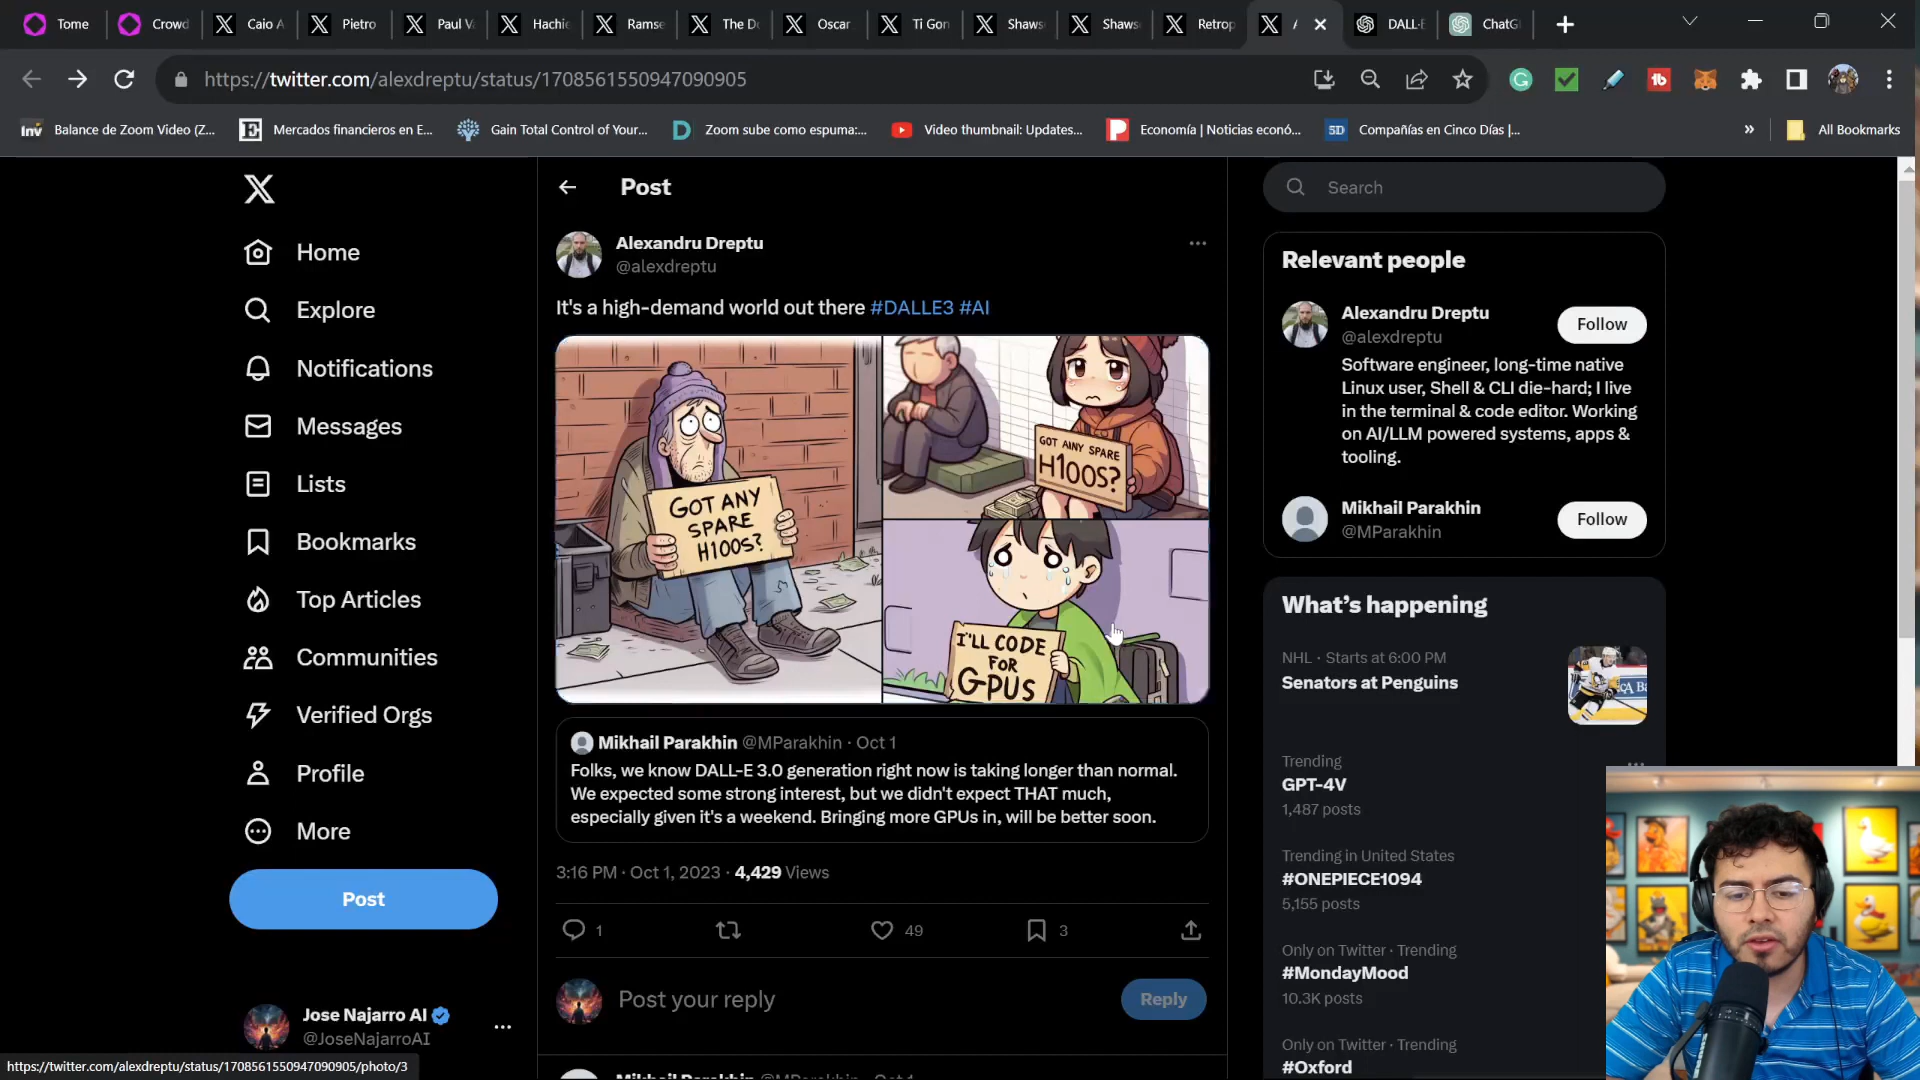 Tome
Crowd
Caio A
Pietro
Paul V
Hachi
Rams
The D
Oscar
Ti Gon
Shaws
Shaws
Retrop
DALL·E
ChatG
https://twitter.com/alexdreptu/status/1708561550947090905
Inv Balance de Zoom Video (Z...
E Mercados financieros en E...
Gain Total Control of Your...
D Zoom sube como espuma:...
Video thumbnail: Updates...
P Economía | Noticias econó...
5D Compañías en Cinco Días |...
»
All Bookmarks
Home
Explore
Notifications
Messages
Lists
Bookmarks
Top Articles
Communities
Verified Orgs
Profile
More
Post
Jose Najarro AI
@JoseNajarroAI
https://twitter.com/alexdreptu/status/1708561550947090905/photo/3
Post
Alexandru Dreptu
@alexdreptu
It's a high-demand world out there #DALLE3 #AI
GOT ANY
SPARE
H100S?
GOT AINY SPARE
H100S?
I'LL CODE
FOR
GPUS
Mikhail Parakhin @MParakhin · Oct 1
Folks, we know DALL-E 3.0 generation right now is taking longer than normal.
We expected some strong interest, but we didn't expect THAT much,
especially given it's a weekend. Bringing more GPUs in, will be better soon.
3:16 PM · Oct 1, 2023 · 4,429 Views
1
49
3
Post your reply
Reply
Mikhail Parakhin @MParakhin · Oct 1
Search
Relevant people
Alexandru Dreptu
@alexdreptu
Follow
Software engineer, long-time native
Linux user, Shell & CLI die-hard; I live
in the terminal & code editor. Working
on AI/LLM powered systems, apps &
tooling.
Mikhail Parakhin
@MParakhin
Follow
What's happening
NHL · Starts at 6:00 PM
Senators at Penguins
Trending
GPT-4V
1,487 posts
Trending in United States
#ONEPIECE1094
5,155 posts
Only on Twitter · Trending
#MondayMood
10.3K posts
Only on Twitter · Trending
#Oxford